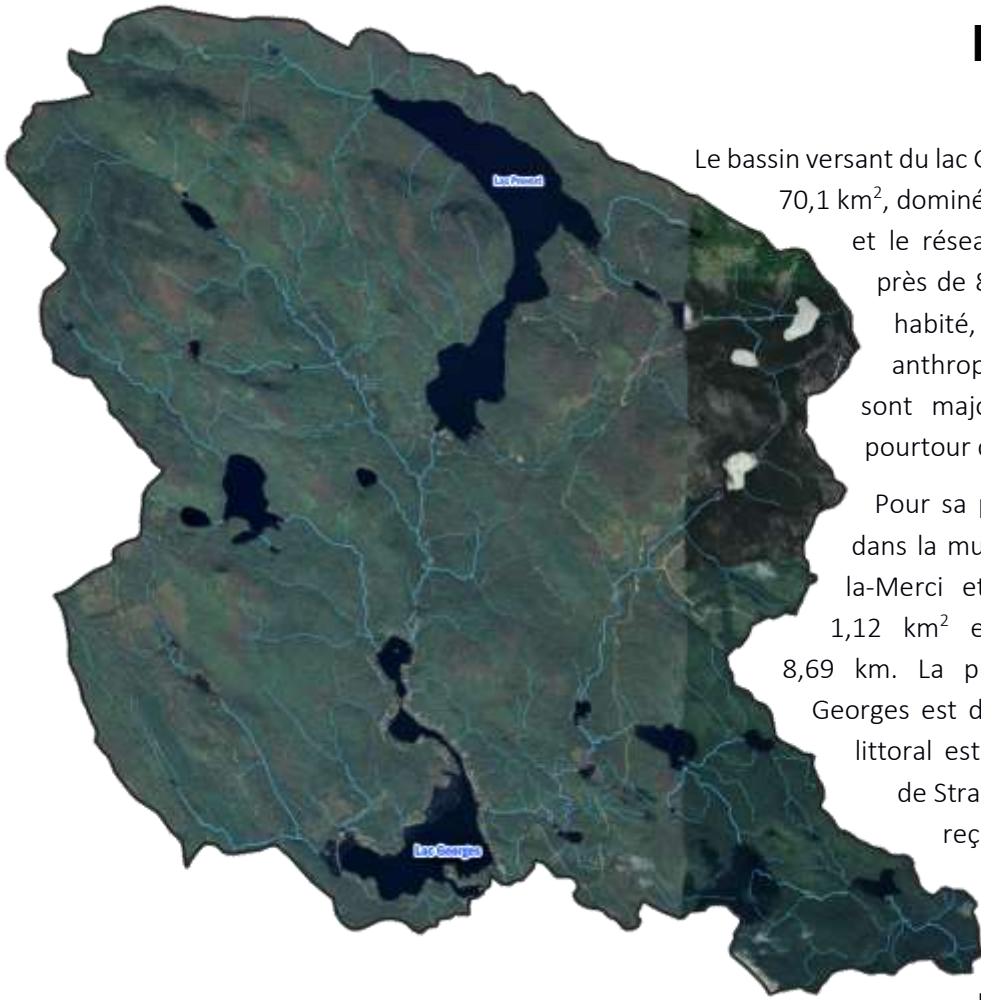 Lac Provost
Le bassin versant du lac
70,1 km², dominé
et le résea
près de
habité,
anthrop
sont majo
pourtour
Pour sa p
dans la mu
la-Merci et
1,12 km² e
8,69 km. La p
Georges est d
littoral est
de Stra
reç
Lac Georges